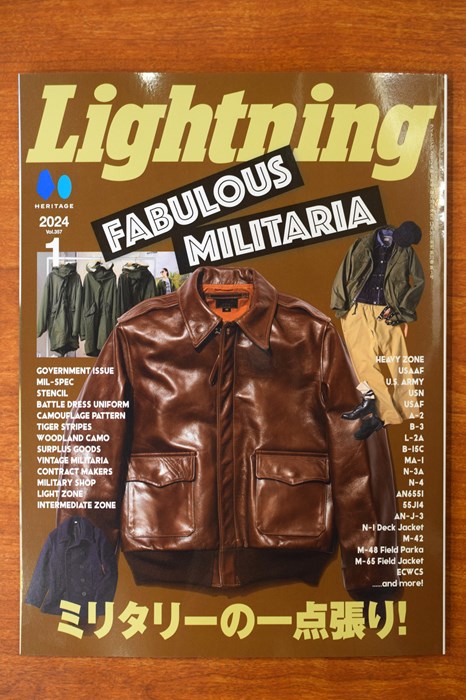 Lightning
HERITAGE
2024
Vol.357
1
FABULOUS
MILITARIA
GOVERNMENT ISSUE
MIL-SPEC
STENCIL
BATTLE DRESS UNIFORM
CAMOUFLAGE PATTERN
TIGER STRIPES
WOODLAND CAMO
SURPLUS GOODS
VINTAGE MILITARIA
CONTRACT MAKERS
MILITARY SHOP
LIGHT ZONE
INTERMEDIATE ZONE
HEAVY ZONE
USAAF
U.S. ARMY
USN
USAF
A-2
B-3
L-2A
B-15C
MA-1
N-3A
N-4
AN6551
55J14
AN-J-3
N-1 Deck Jacket
M-42
M-48 Field Parka
M-65 Field Jacket
ECWCS
.....and more!
ミリタリーの一点張り!